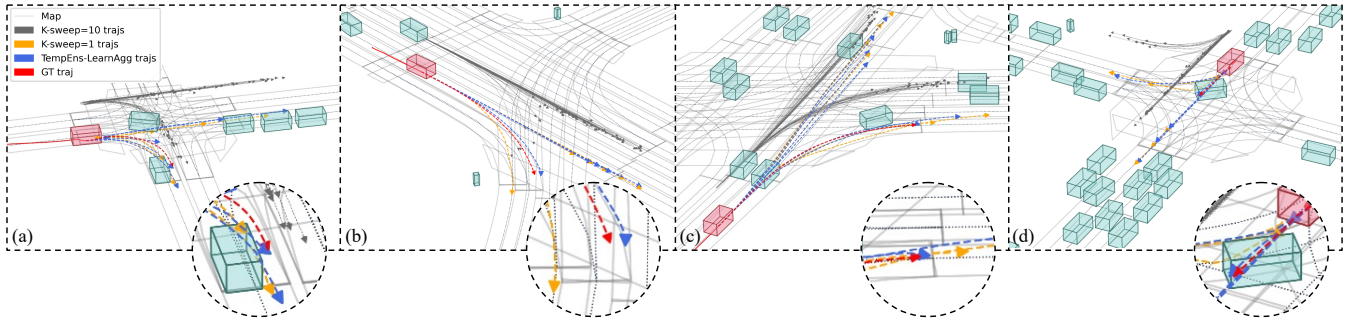 Map
K-sweep=10 trajs
K-sweep=1 trajs
TempEns-LearnAgg trajs
GT traj
(a)
(b)
(c)
(d)